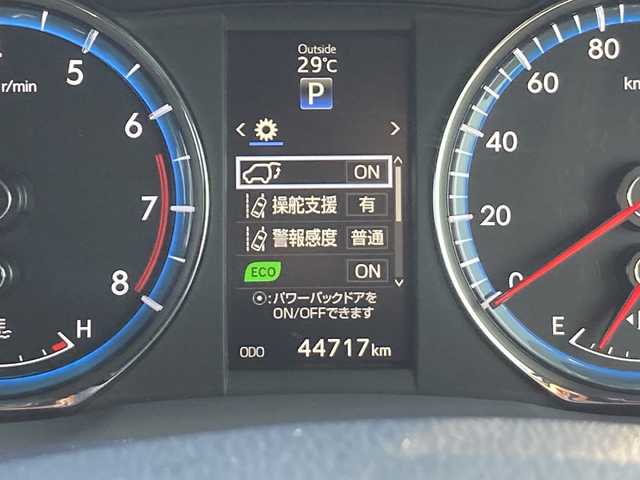 Outside
29℃
P
r/min
5
6
7
8
H
< >
ON
操舵支援 有
警報感度 普通
ECO ON
⦿:パワーバックドアを
ON/OFFできます
ODO 44717km
80
60
40
20
0
km
E